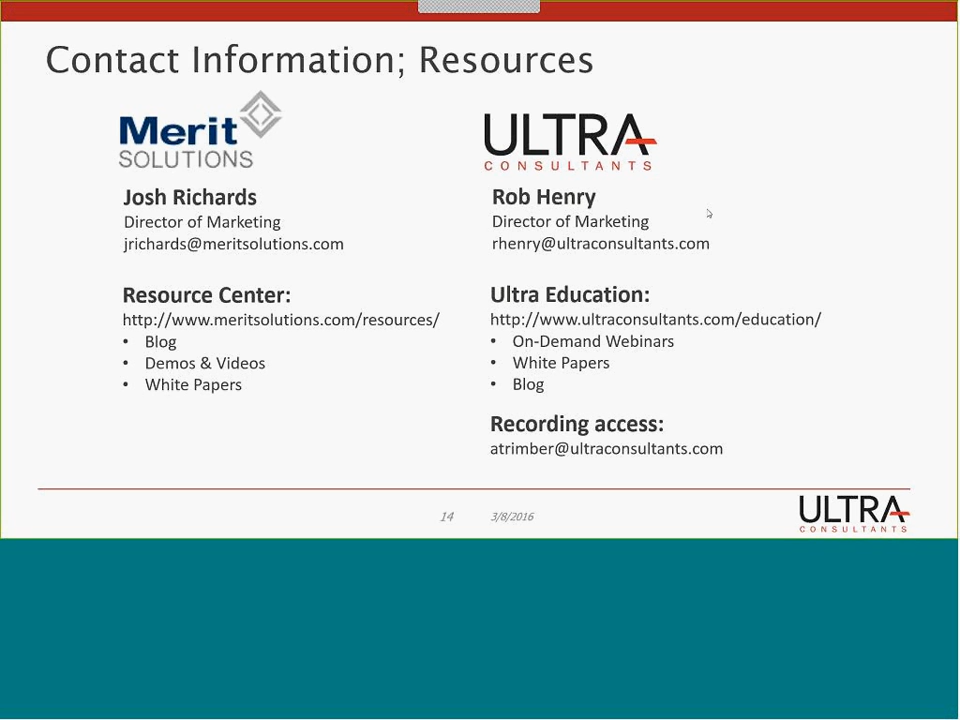 Contact Information; Resources
Merit
SOLUTIONS
Josh Richards
Director of Marketing
jrichards@meritsolutions.com
Resource Center:
http://www.meritsolutions.com/resources/
• Blog
• Demos & Videos
• White Papers
ULTRA
CONSULTANTS
Rob Henry
Director of Marketing
rhenry@ultraconsultants.com
Ultra Education:
http://www.ultraconsultants.com/education/
• On-Demand Webinars
• White Papers
• Blog
Recording access:
atrimber@ultraconsultants.com
14
3/8/2016
ULTRA
CONSULTANTS